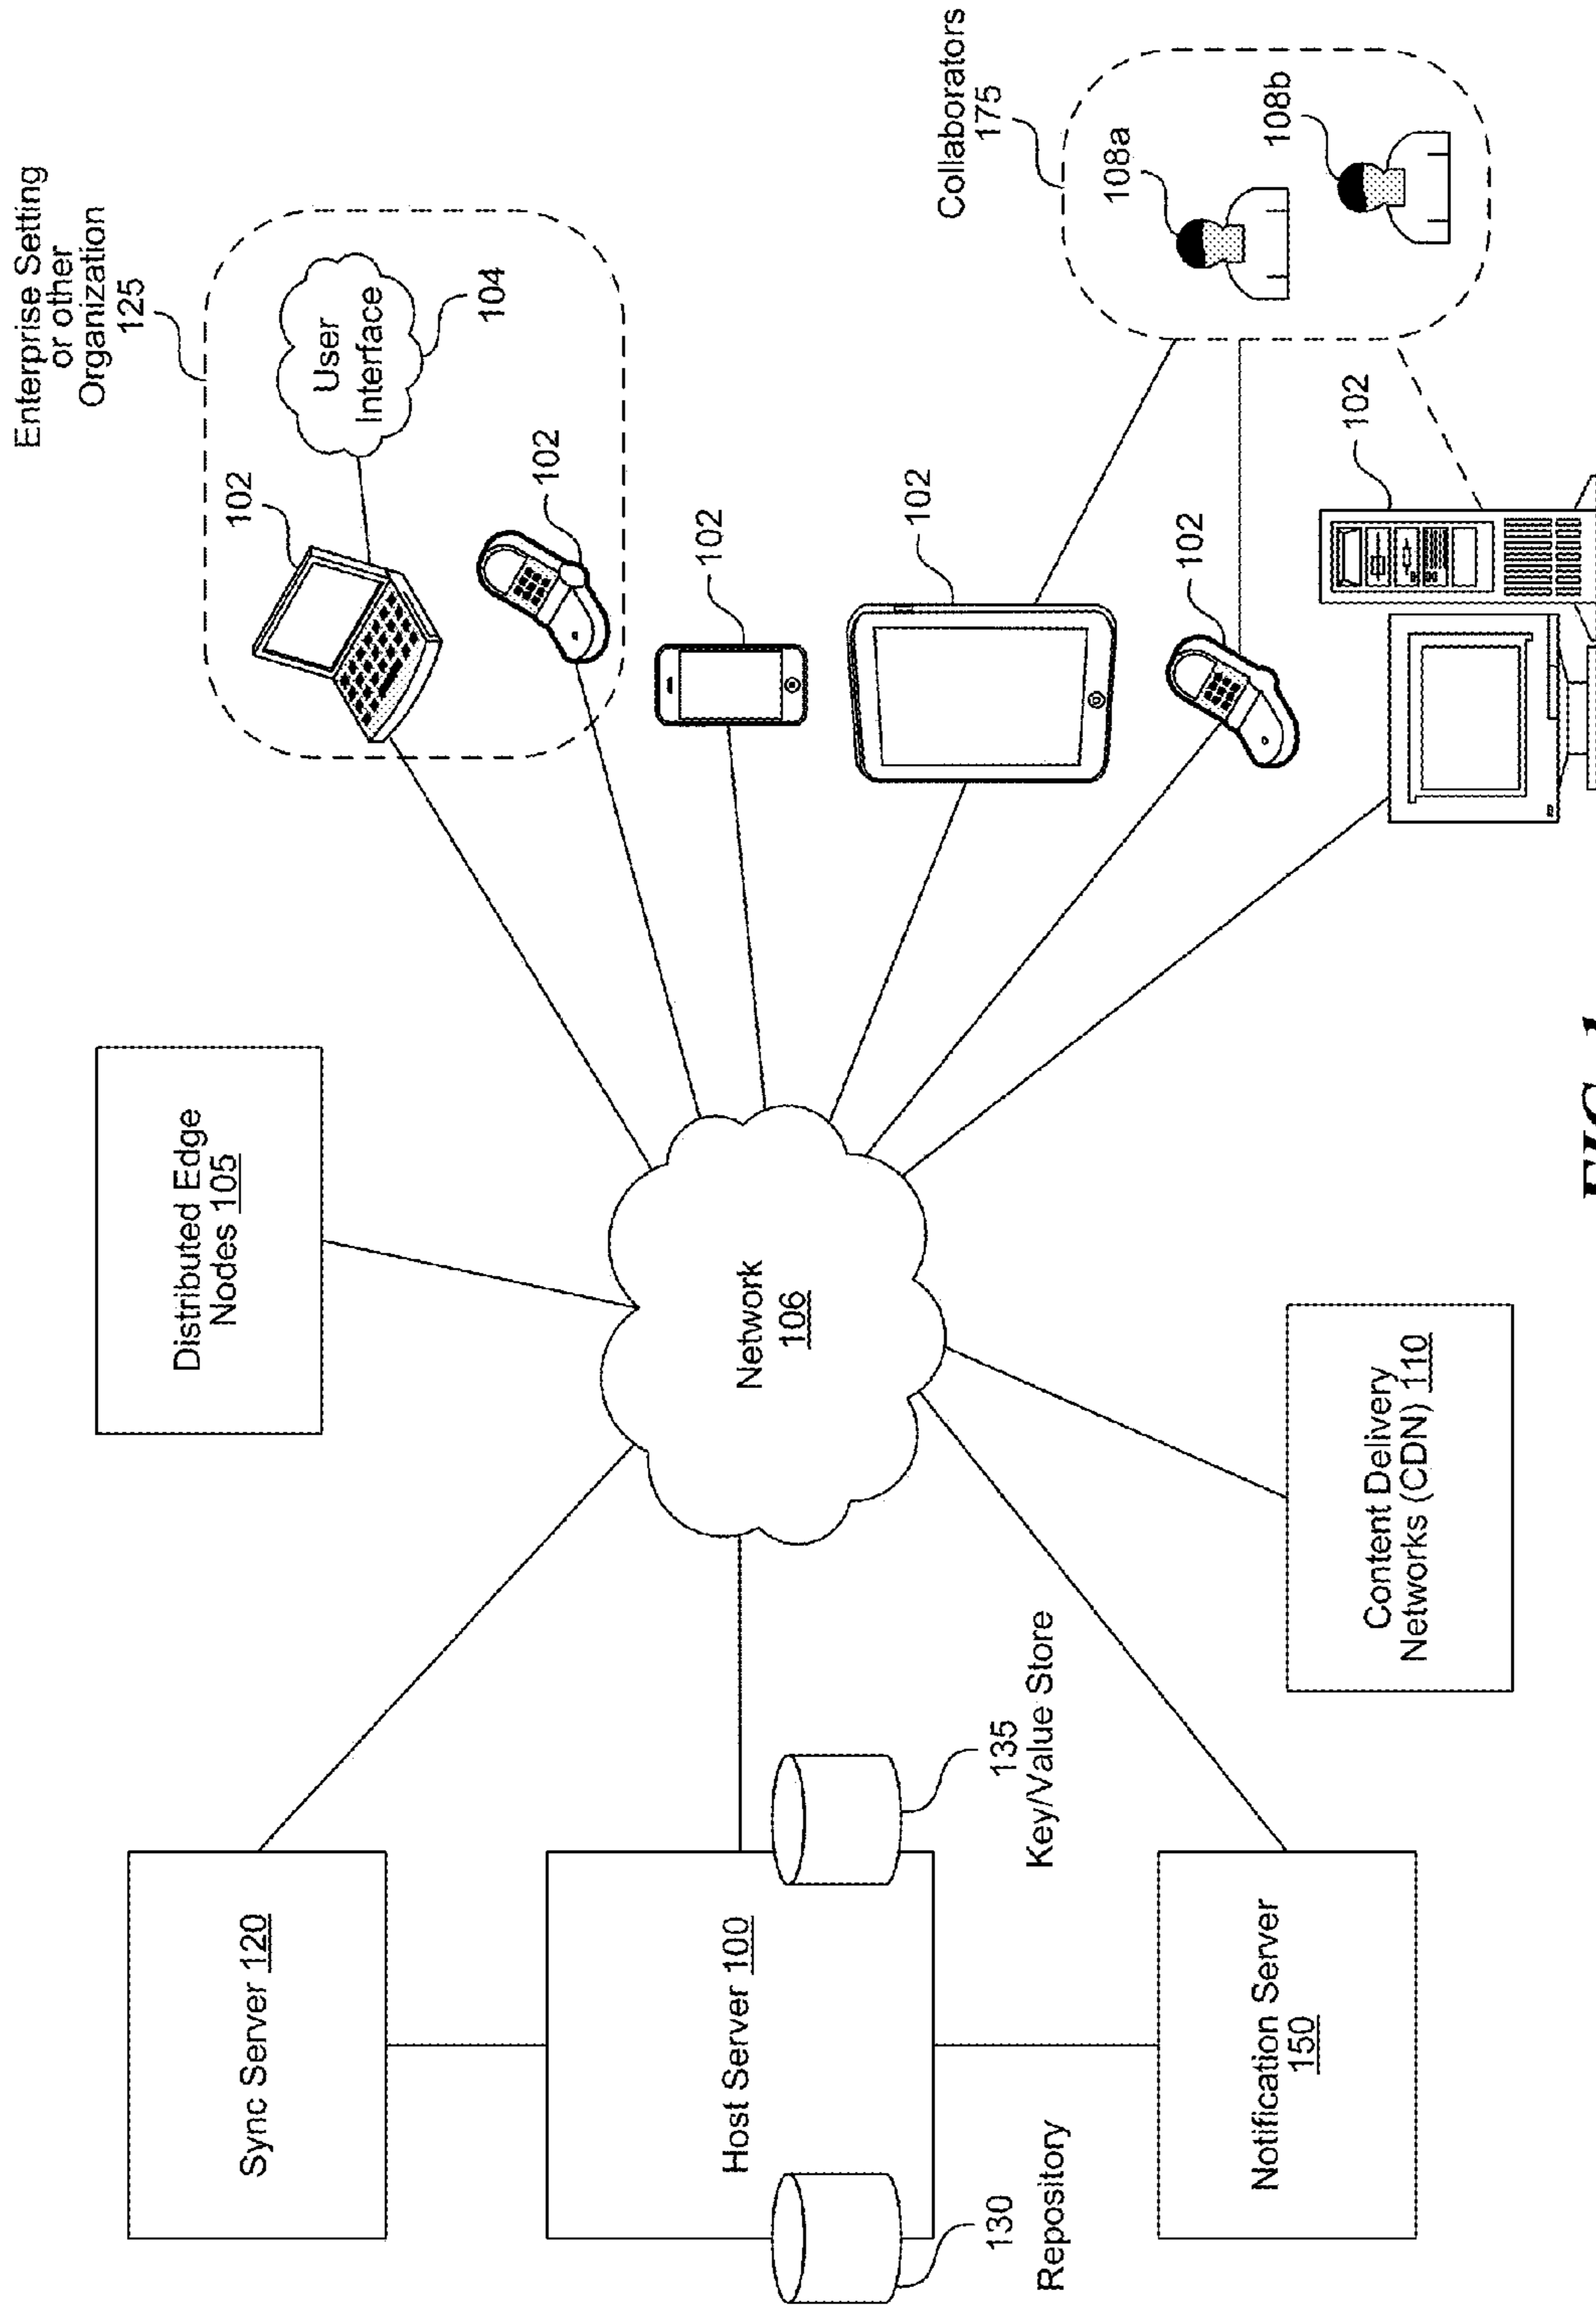 Enterprise Setting
or other
Organization
125
102
User
Interface
104
102
102
102
102
102
Collaborators
175
108a
108b
Distributed Edge
Nodes 105
Network
106
Content Delivery
Networks (CDN) 110
Sync Server 120
Host Server 100
135
Key/Value Store
130
Repository
Notification Server
150